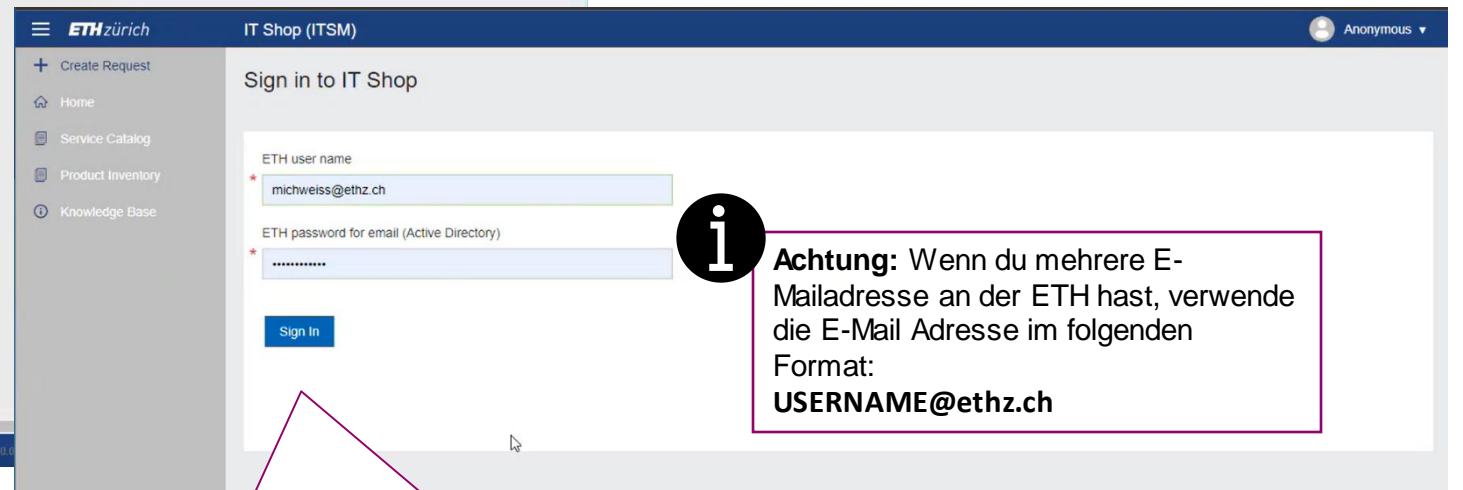 ETH zürich
IT Shop (ITSM)
Anonymous
Create Request
Home
Service Catalog
Product Inventory
Knowledge Base
Sign in to IT Shop
ETH user name
* michweiss@ethz.ch
ETH password for email (Active Directory)
* ••••••••••••
Sign In
i
Achtung: Wenn du mehrere E-
Mailadresse an der ETH hast, verwende
die E-Mail Adresse im folgenden
Format:
USERNAME@ethz.ch